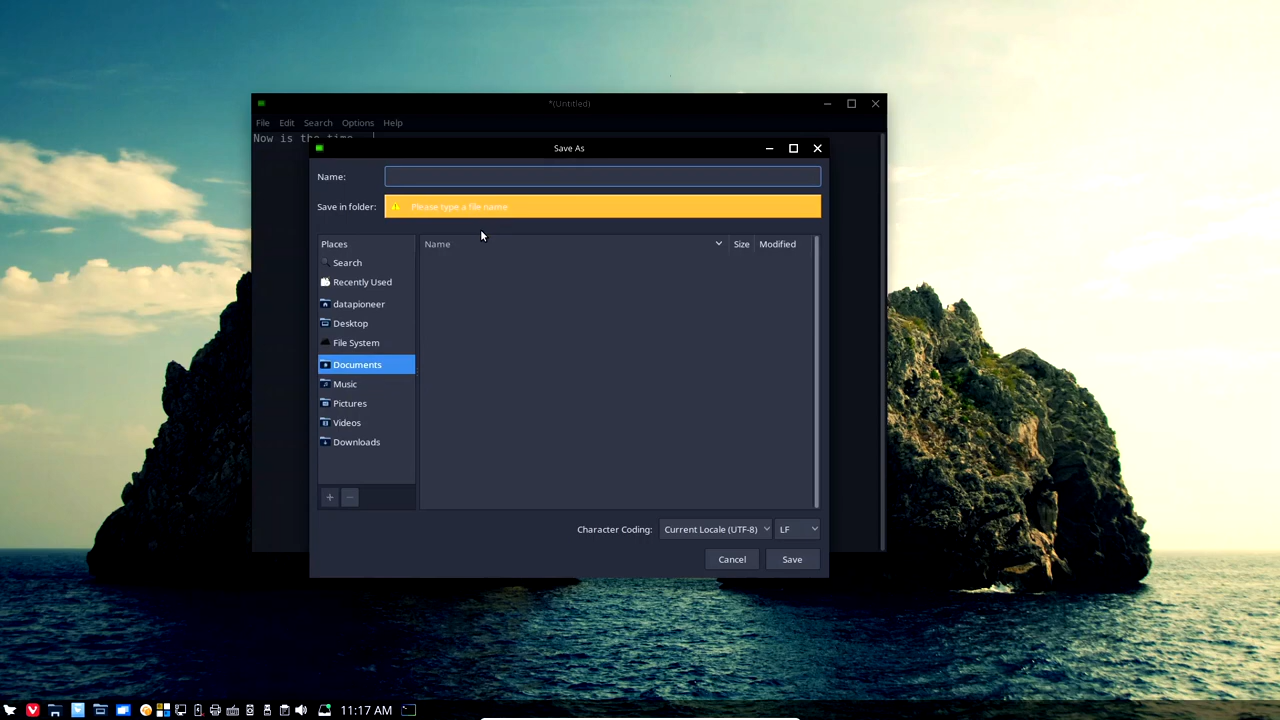 *(Untitled)
File Edit Search Options Help
Now is the time
Save As
Name:
Save in folder: Please type a file name
Places
Name Size Modified
Search
Recently Used
datapioneer
Desktop
File System
Documents
Music
Pictures
Videos
Downloads
Character Coding: Current Locale (UTF-8) LF
Cancel Save
11:17 AM